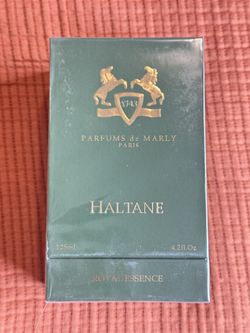 1743
PARFUMS de MARLY
PARIS
HALTANE
125ml 4.2fl.Oz
ROYAL ESSENCE